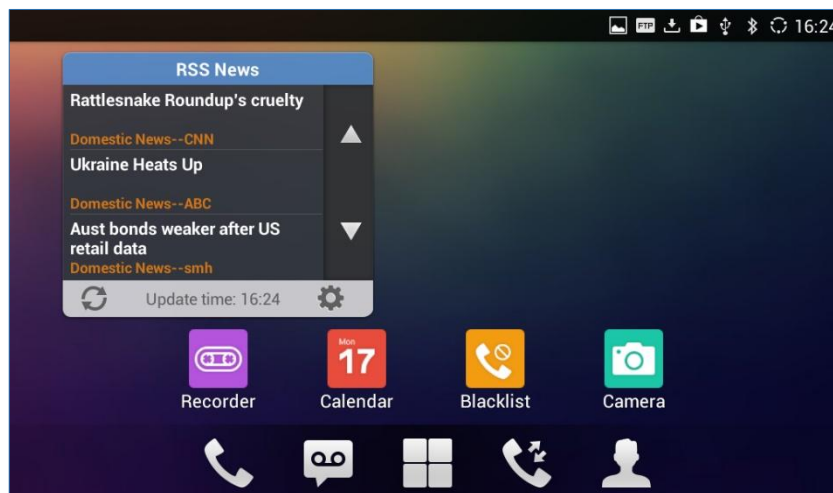 FTP
16:24
RSS News
Rattlesnake Roundup's cruelty
Domestic News--CNN
Ukraine Heats Up
Domestic News--ABC
Aust bonds weaker after US
retail data
Domestic News--smh
Update time: 16:24
Mon
17
Recorder
Calendar
Blacklist
Camera